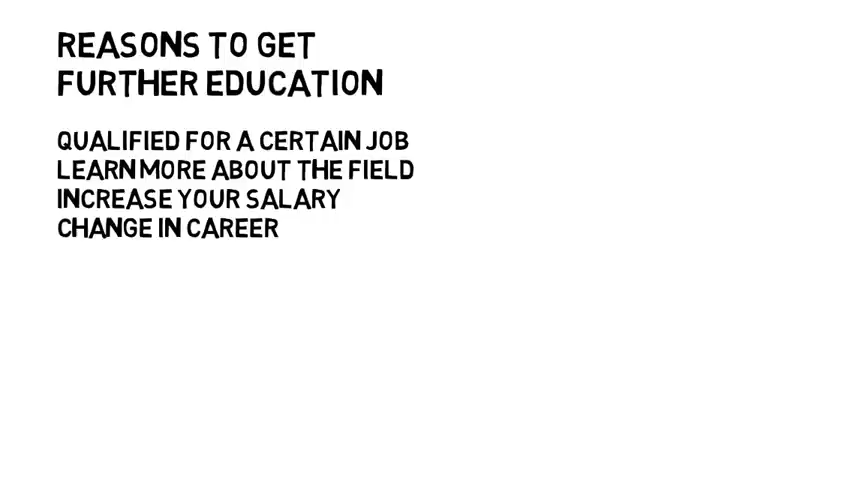 REASONS TO GET
FURTHER EDUCATION
QUALIFIED FOR A CERTAIN JOB
LEARN MORE ABOUT THE FIELD
INCREASE YOUR SALARY
CHANGE IN CAREER